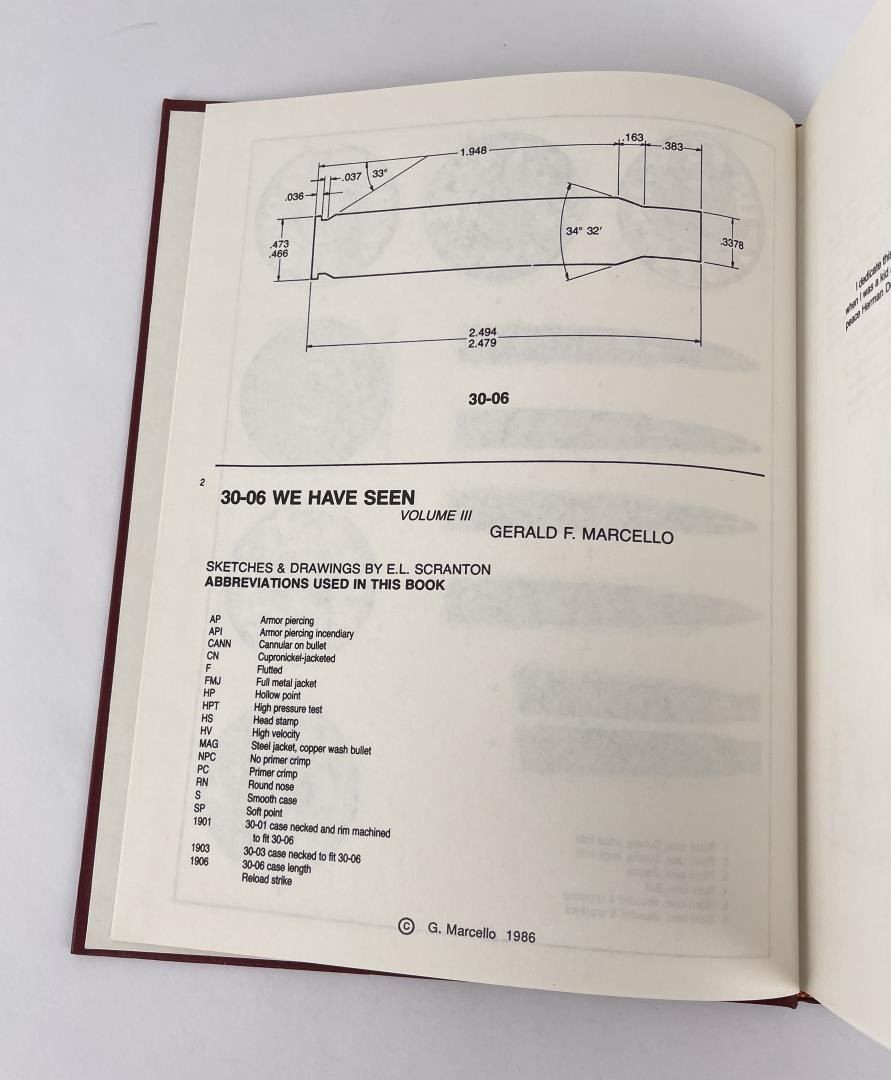 1.948
.163
.383
.037
33°
.036
.473
.466
34° 32′
.3378
2.494
2.479
30-06
2
30-06 WE HAVE SEEN
VOLUME III
GERALD F. MARCELLO
SKETCHES & DRAWINGS BY E.L. SCRANTON
ABBREVIATIONS USED IN THIS BOOK
AP Armor piercing
API Armor piercing incendiary
CANN Cannular on bullet
CN Cupronickel-jacketed
F Flutted
FMJ Full metal jacket
HP Hollow point
HPT High pressure test
HS Head stamp
HV High velocity
MAG Steel jacket, copper wash bullet
NPC No primer crimp
PC Primer crimp
RN Round nose
S Smooth case
SP Soft point
1901 30-01 case necked and rim machined
to fit 30-06
1903 30-03 case necked to fit 30-06
1906 30-06 case length
Reload strike
© G. Marcello 1986
I dedicate this
when I was a kid
peace Herman